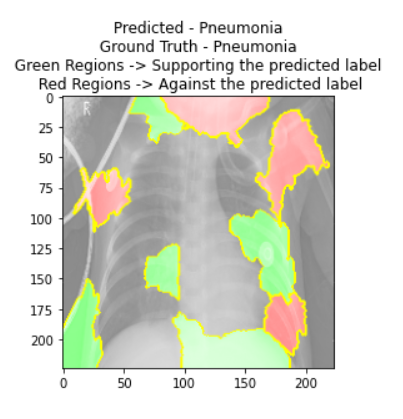 Predicted - Pneumonia
Ground Truth - Pneumonia
Green Regions -> Supporting the predicted label
Red Regions -> Against the predicted label
R
0
25
50
75
100
125
150
175
200
0 50 100 150 200